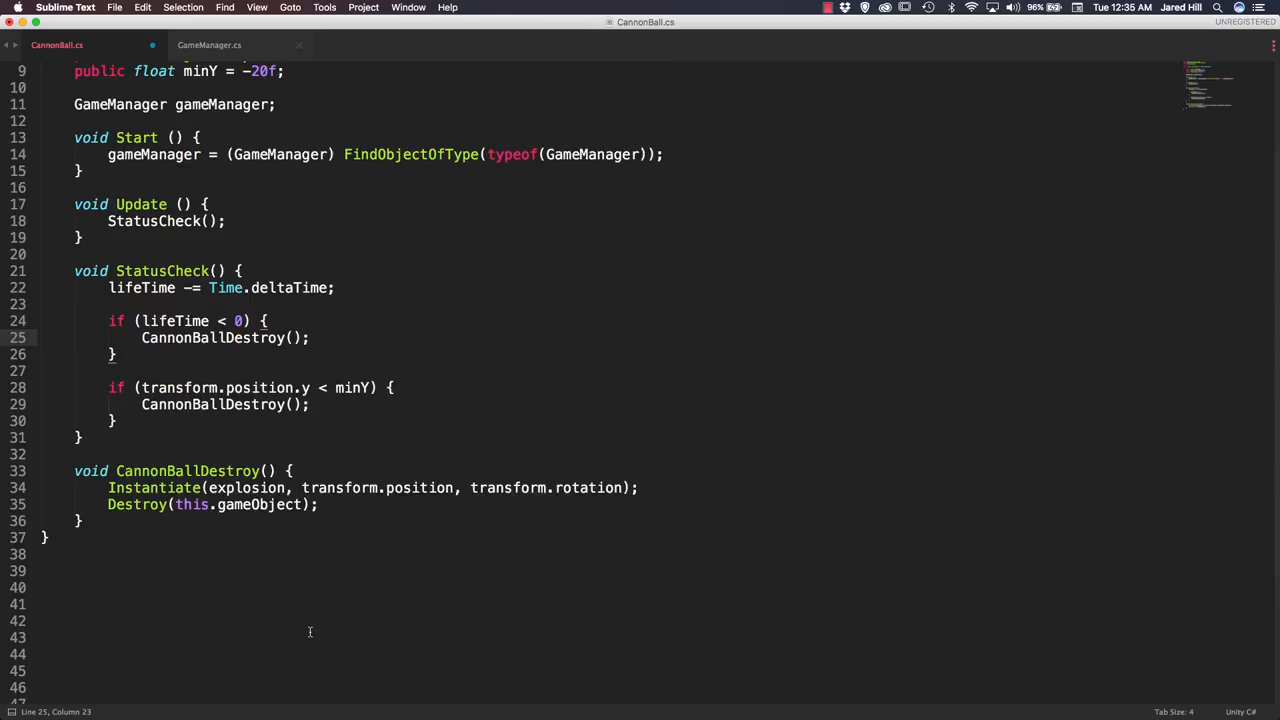 Sublime Text File Edit Selection Find View Goto Tools Project Window Help 96% Tue 12:35 AM Jared Hill
CannonBall.cs UNREGISTERED
CannonBall.cs GameManager.cs
9 public float minY = -20f;
10
11 GameManager gameManager;
12
13 void Start () {
14 gameManager = (GameManager) FindObjectOfType(typeof(GameManager));
15 }
16
17 void Update () {
18 StatusCheck();
19 }
20
21 void StatusCheck() {
22 lifeTime -= Time.deltaTime;
23
24 if (lifeTime < 0) {
25 CannonBallDestroy();
26 }
27
28 if (transform.position.y < minY) {
29 CannonBallDestroy();
30 }
31 }
32
33 void CannonBallDestroy() {
34 Instantiate(explosion, transform.position, transform.rotation);
35 Destroy(this.gameObject);
36 }
37 }
38
39
40
41
42
43
44
45
46
47
Line 25, Column 23 Tab Size: 4 Unity C#